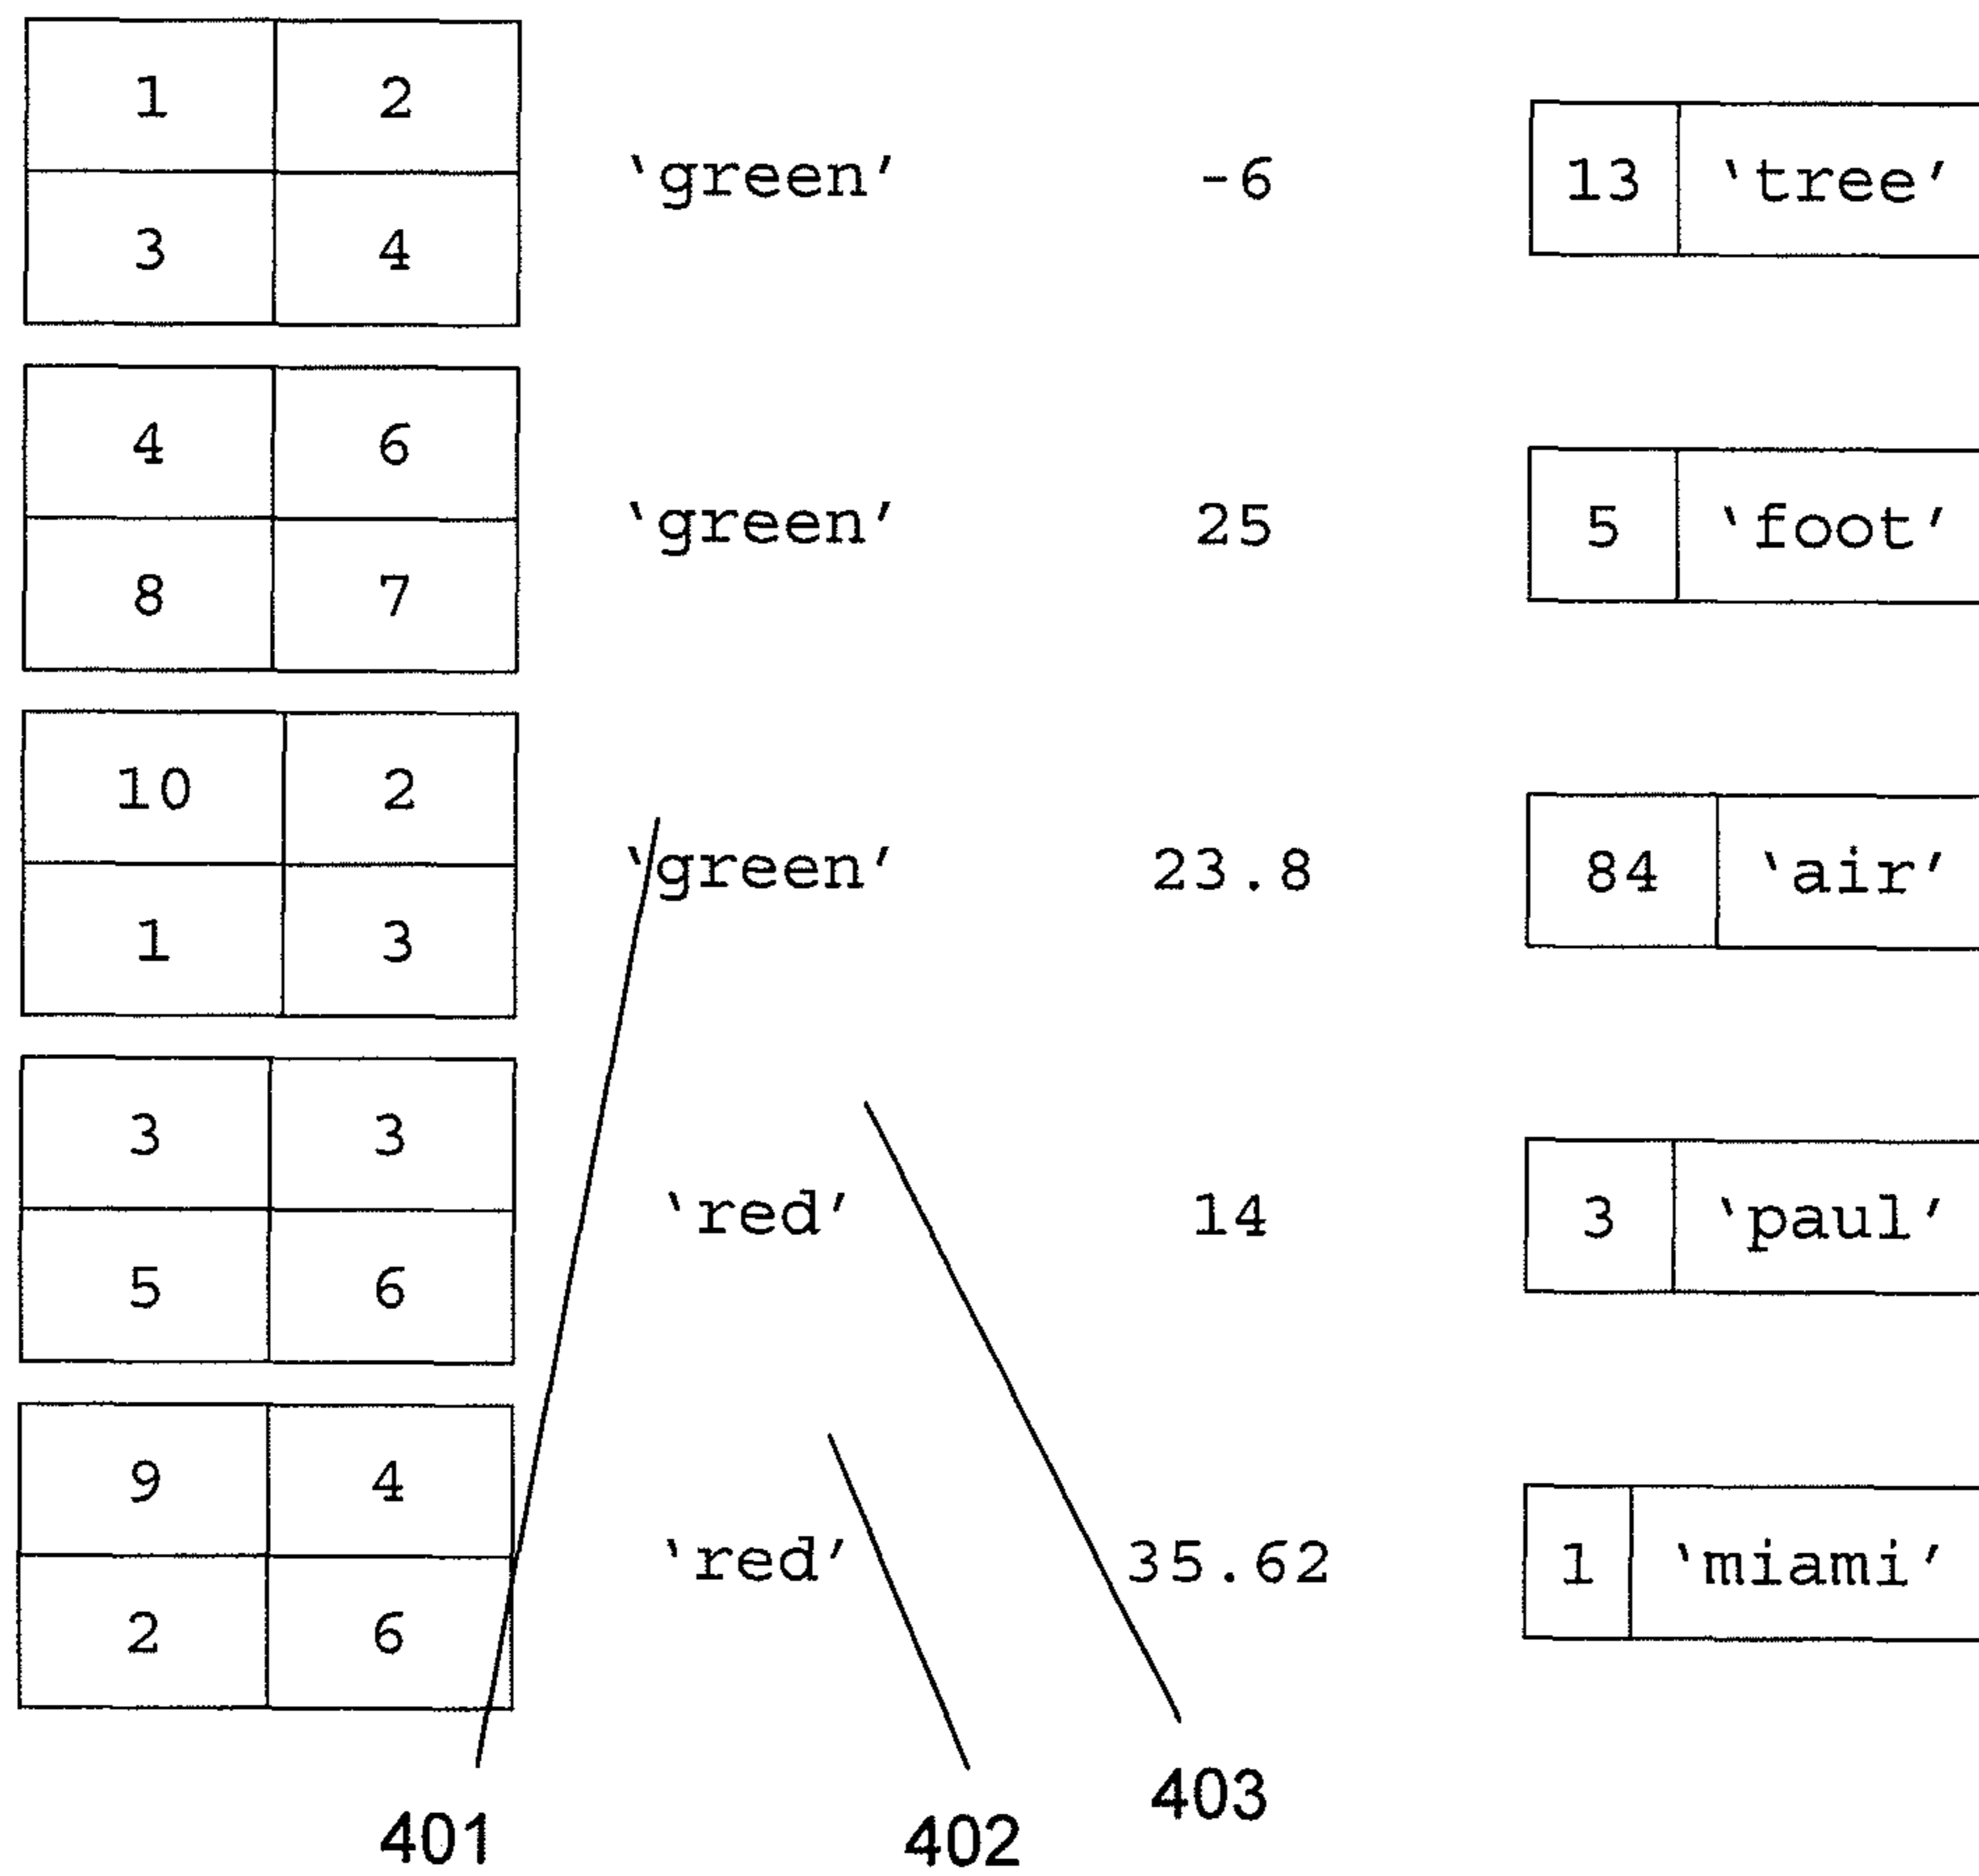 1 2
‘green’ -6 13 ‘tree’
3 4
4 6
‘green’ 25 5 ‘foot’
8 7
10 2
‘green’ 23.8 84 ‘air’
1 3
3 3
‘red’ 14 3 ‘paul’
5 6
9 4
‘red’ 35.62 1 ‘miami’
2 6
403
401 402